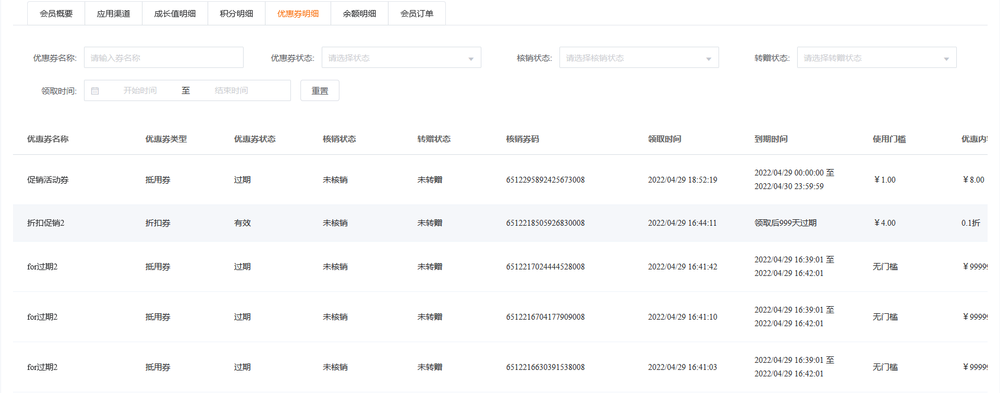 会员概要 应用渠道 成长值明细 积分明细 优惠券明细 余额明细 会员订单
优惠券名称: 请输入券名称 优惠券状态: 请选择状态 核销状态: 请选择核销状态 转赠状态: 请选择转赠状态
领取时间: 开始时间 至 结束时间 重置
优惠券名称 优惠券类型 优惠券状态 核销状态 转赠状态 核销券码 领取时间 到期时间 使用门槛 优惠内
促销活动券 抵用券 过期 未核销 未转赠 6512295892425673008 2022/04/29 18:52:19 2022/04/29 00:00:00 至 ￥1.00 ￥8.00
2022/04/30 23:59:59
折扣促销2 折扣券 有效 未核销 未转赠 6512218505926830008 2022/04/29 16:44:11 领取后999天过期 ￥4.00 0.1折
for过期2 抵用券 过期 未核销 未转赠 6512217024444528008 2022/04/29 16:41:42 2022/04/29 16:39:01 至 无门槛 ￥9999
2022/04/29 16:42:01
for过期2 抵用券 过期 未核销 未转赠 6512216704177909008 2022/04/29 16:41:10 2022/04/29 16:39:01 至 无门槛 ￥9999
2022/04/29 16:42:01
for过期2 抵用券 过期 未核销 未转赠 6512216630391538008 2022/04/29 16:41:03 2022/04/29 16:39:01 至 无门槛 ￥9999
2022/04/29 16:42:01